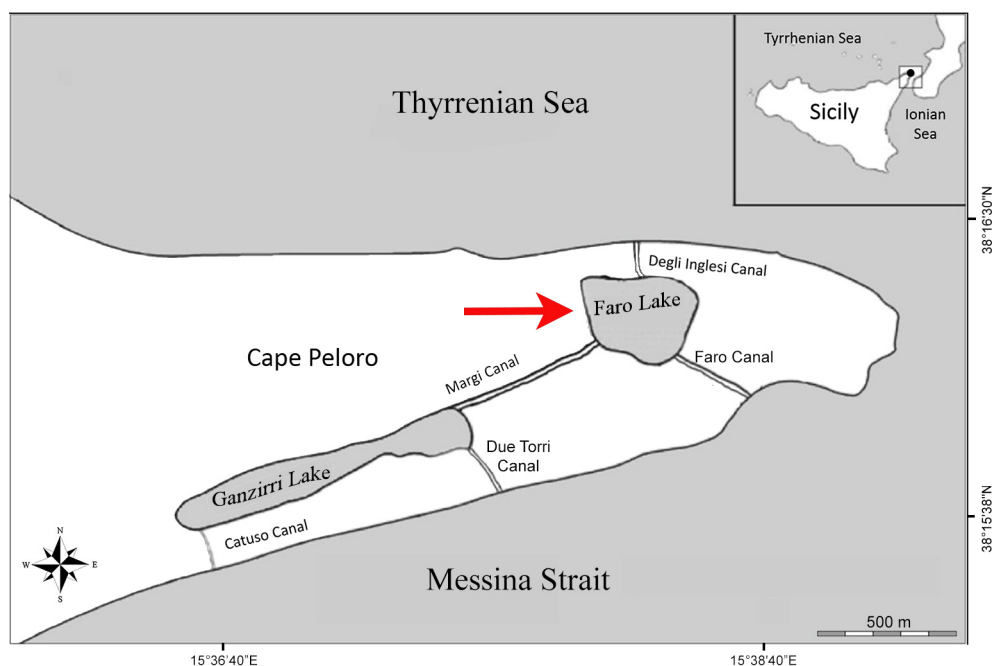 Tyrrhenian Sea
Sicily
Ionian
Sea
Thyrrenian Sea
38°16'30"N
Degli Inglesi Canal
Faro Lake
Cape Peloro
Margi Canal
Faro Canal
Due Torri
Canal
Ganzirri Lake
Catuso Canal
38°15'38"N
N
W
E
S
Messina Strait
500 m
15°36'40"E
15°38'40"E